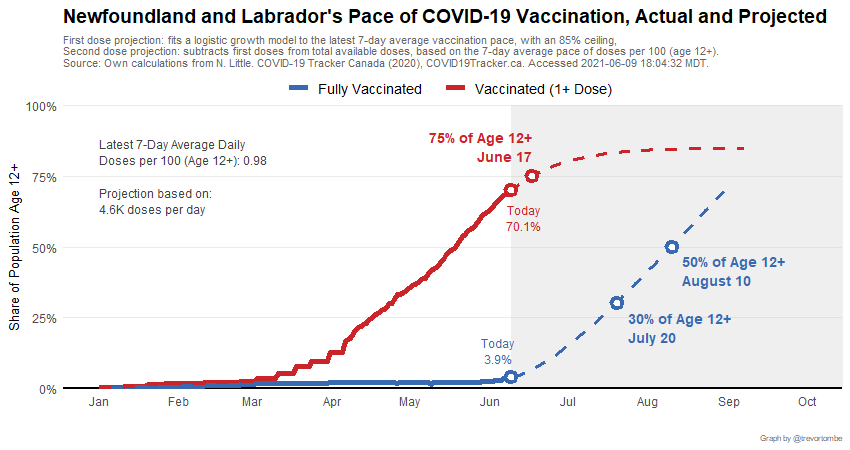 Newfoundland and Labrador's Pace of COVID-19 Vaccination, Actual and Projected
First dose projection: fits a logistic growth model to the latest 7-day average vaccination pace, with an 85% ceiling,
Second dose projection: subtracts first doses from total available doses, based on the 7-day average pace of doses per 100 (age 12+).
Source: Own calculations from N. Little. COVID-19 Tracker Canada (2020), COVID19Tracker.ca. Accessed 2021-06-09 18:04:32 MDT.
Fully Vaccinated
Vaccinated (1+ Dose)
Share of Population Age 12+
100%
75%
50%
25%
0%
Latest 7-Day Average Daily
Doses per 100 (Age 12+): 0.98
Projection based on:
4.6K doses per day
75% of Age 12+
June 17
Today
70.1%
50% of Age 12+
August 10
30% of Age 12+
July 20
Today
3.9%
Jan
Feb
Mar
Apr
May
Jun
Jul
Aug
Sep
Oct
Graph by @trevortombe